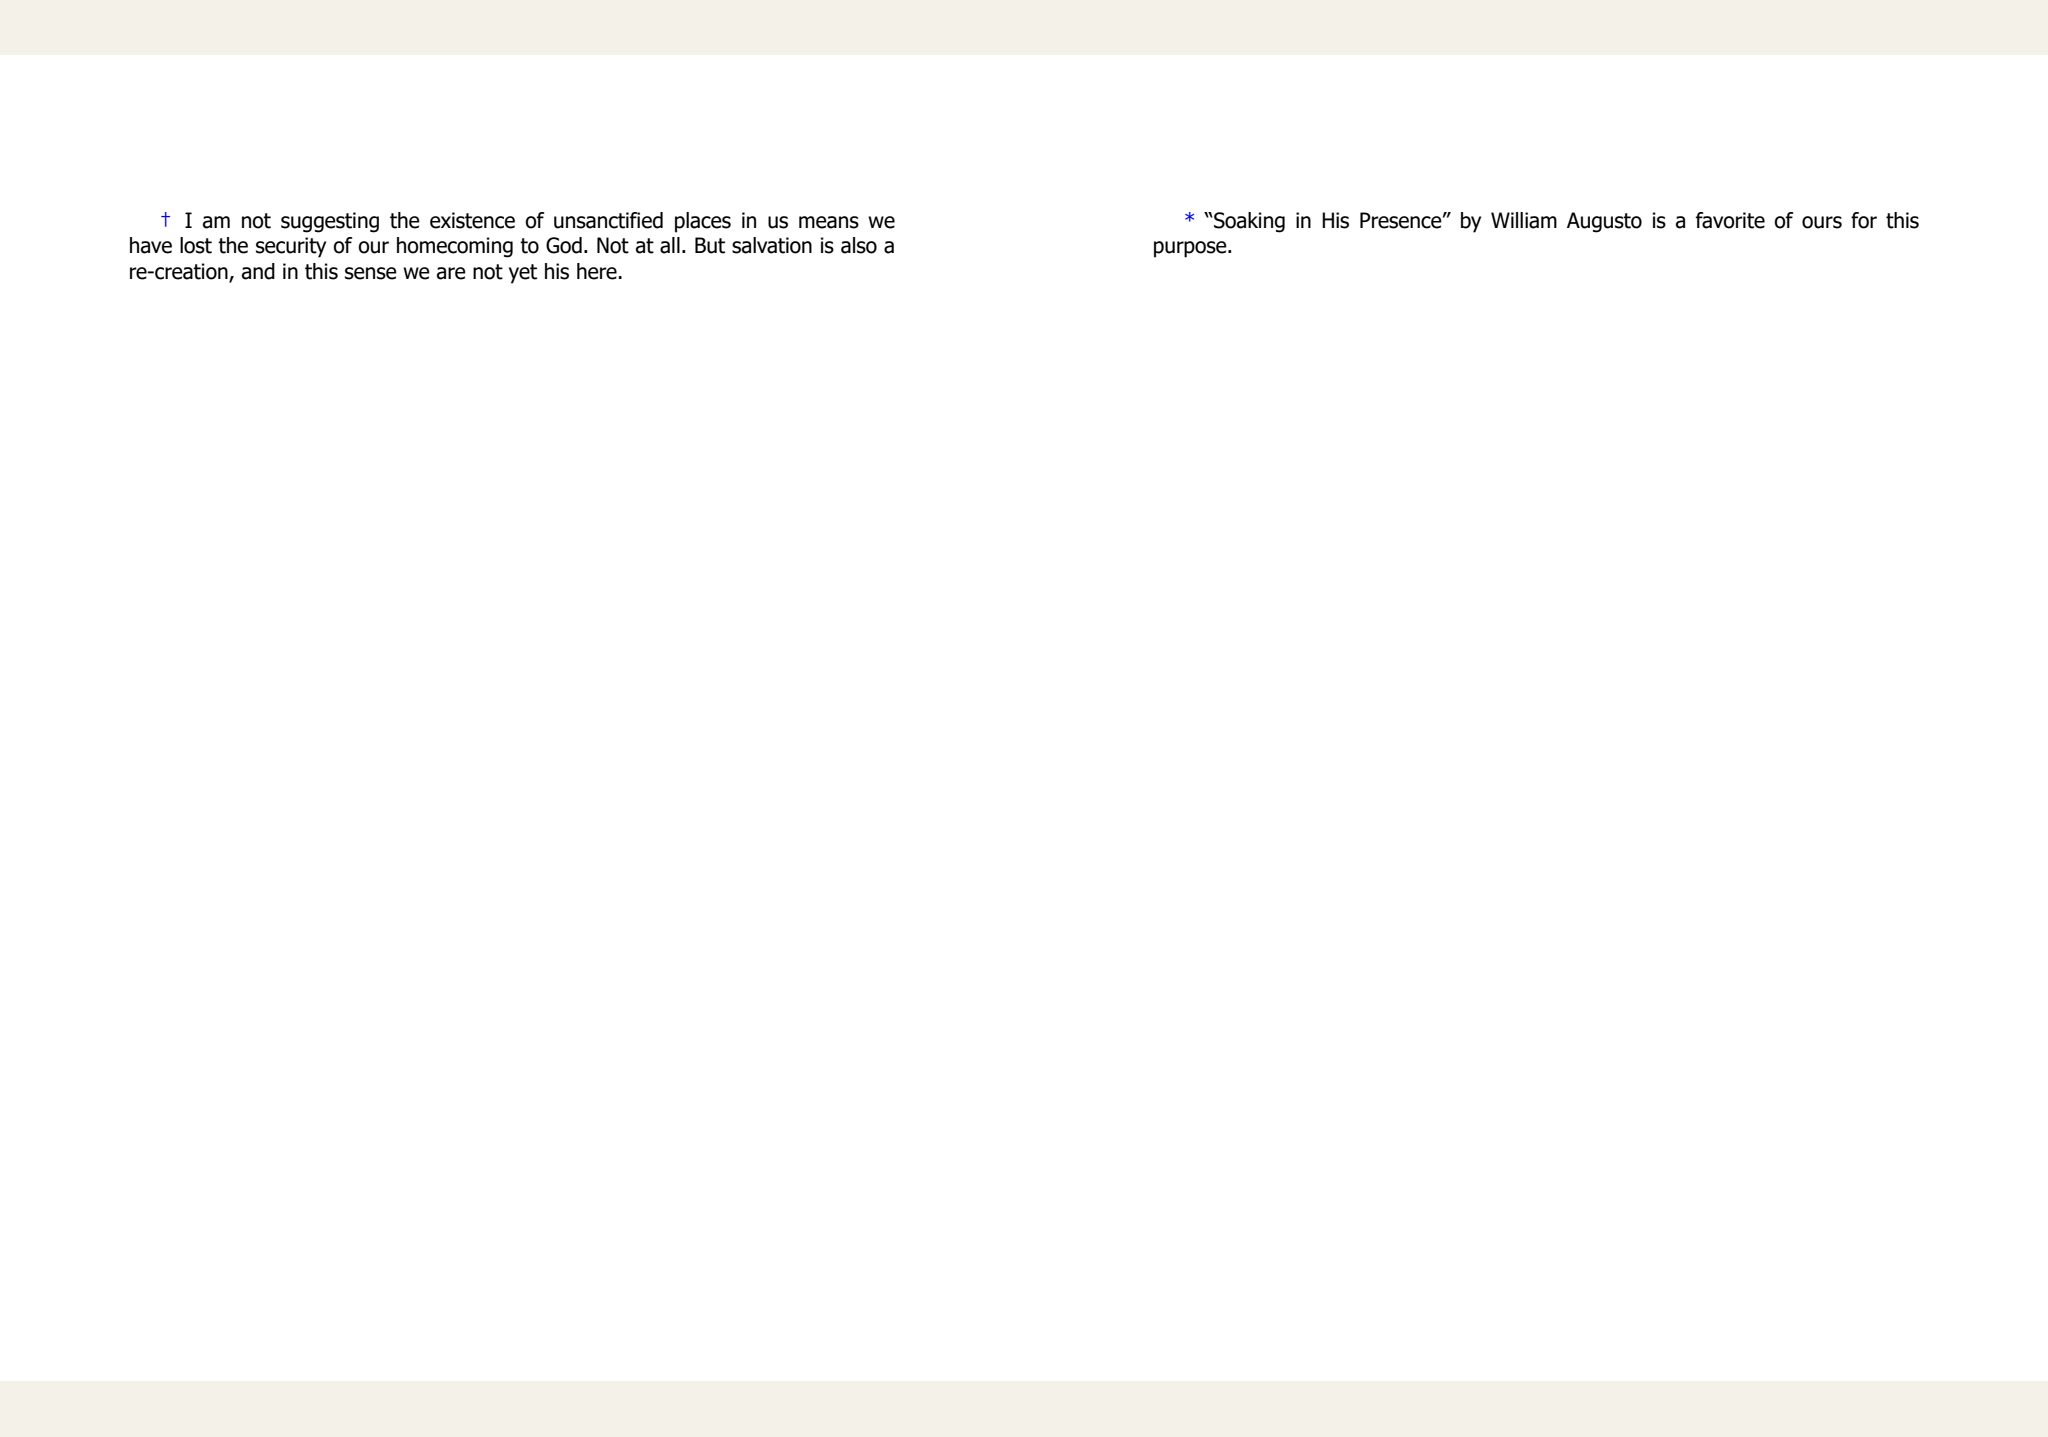 † I am not suggesting the existence of unsanctified places in us means we
have lost the security of our homecoming to God. Not at all. But salvation is also a
re-creation, and in this sense we are not yet his here.
* “Soaking in His Presence” by William Augusto is a favorite of ours for this
purpose.